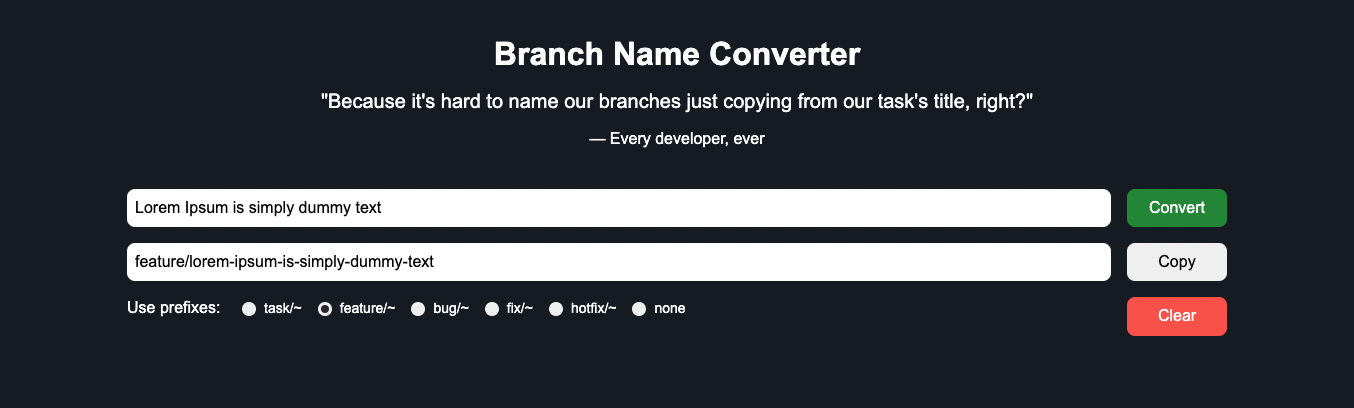 Branch Name Converter
"Because it's hard to name our branches just copying from our task's title, right?"
— Every developer, ever
Lorem Ipsum is simply dummy text
Convert
feature/lorem-ipsum-is-simply-dummy-text
Copy
Use prefixes: task/~ feature/~ bug/~ fix/~ hotfix/~ none
Clear